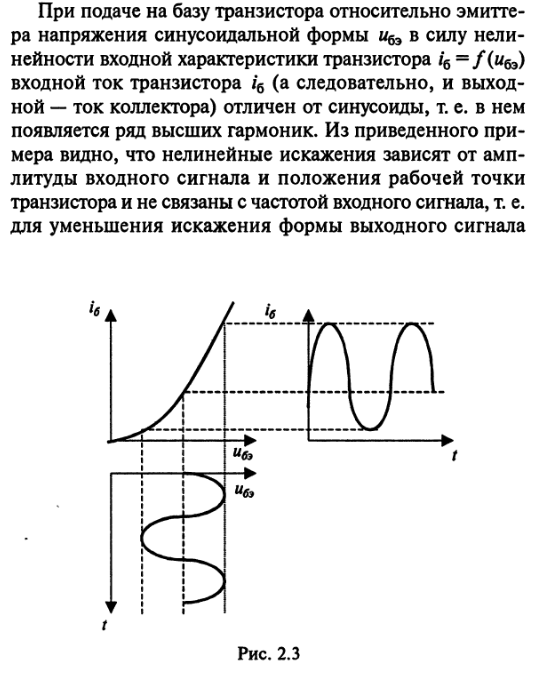 При подаче на базу транзистора относительно эмитте-
ра напряжения синусоидальной формы uбэ в силу нели-
нейности входной характеристики транзистора iб = f (uбэ)
входной ток транзистора iб (а следовательно, и выход-
ной — ток коллектора) отличен от синусоиды, т. е. в нем
появляется ряд высших гармоник. Из приведенного при-
мера видно, что нелинейные искажения зависят от амп-
литуды входного сигнала и положения рабочей точки
транзистора и не связаны с частотой входного сигнала, т. е.
для уменьшения искажения формы выходного сигнала
iб
iб
uбэ
t
uбэ
t
Рис. 2.3